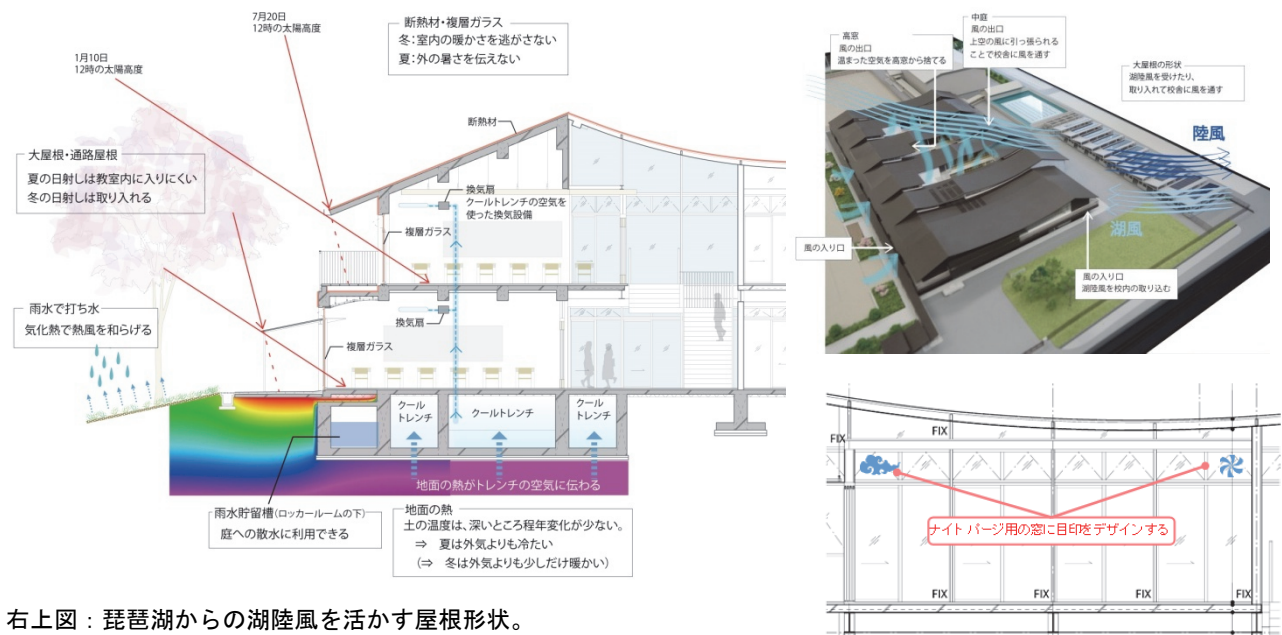 7月20日
12時の太陽高度
1月10日
12時の太陽高度
断熱材・複層ガラス
冬:室内の暖かさを逃がさない
夏:外の暑さを伝えない
断熱材
大屋根・通路屋根
夏の日射しは教室内に入りにくい
冬の日射しは取り入れる
換気扇
クールトレンチの空気を
使った換気設備
複層ガラス
雨水で打ち水
気化熱で熱風を和らげる
換気扇
複層ガラス
クール
トレンチ
クールトレンチ
クール
トレンチ
地面の熱がトレンチの空気に伝わる
雨水貯留槽(ロッカールームの下)
庭への散水に利用できる
地面の熱
土の温度は、深いところ程年変化が少ない。
⇒ 夏は外気よりも冷たい
(⇒ 冬は外気よりも少しだけ暖かい)
高窓
風の出口
温まった空気を高窓から捨てる
中庭
風の出口
上空の風に引っ張られる
ことで校舎に風を通す
大屋根の形状
湖陸風を受けたり、
取り入れて校舎に風を通す
陸風
湖風
風の入り口
風の入り口
湖陸風を校内の取り込む
FIX
FIX
FIX
ナイト パージ用の窓に目印をデザインする
FIX
FIX
FIX
FIX
右上図:琵琶湖からの湖陸風を活かす屋根形状。